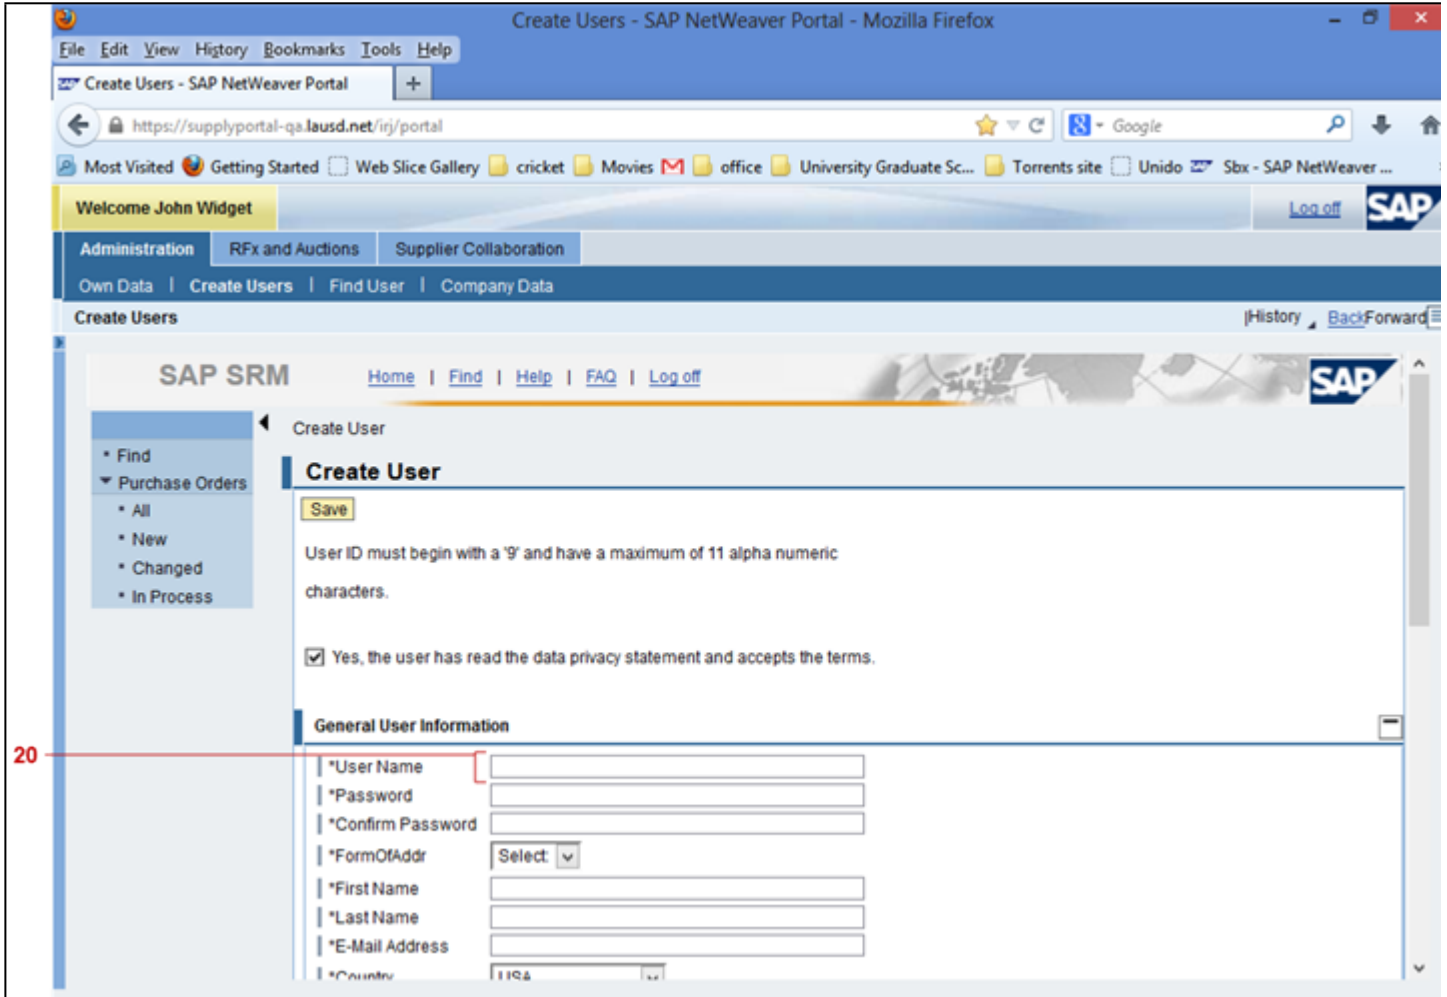 Create Users - SAP NetWeaver Portal - Mozilla Firefox
File Edit View History Bookmarks Tools Help
Create Users - SAP NetWeaver Portal +
https://supplyportal-qa.lausd.net/irj/portal Google
Most Visited Getting Started Web Slice Gallery cricket Movies office University Graduate Sc... Torrents site Unido Sbx - SAP NetWeaver ...
Welcome John Widget Log off SAP
Administration RFx and Auctions Supplier Collaboration
Own Data | Create Users | Find User | Company Data
Create Users |History BackForward
SAP SRM Home | Find | Help | FAQ | Log off SAP
Create User
Find
Purchase Orders
All
New
Changed
In Process
Create User
Save
User ID must begin with a '9' and have a maximum of 11 alpha numeric
characters.
Yes, the user has read the data privacy statement and accepts the terms.
General User Information
20
*User Name
*Password
*Confirm Password
*FormOfAddr Select:
*First Name
*Last Name
*E-Mail Address
*Country USA